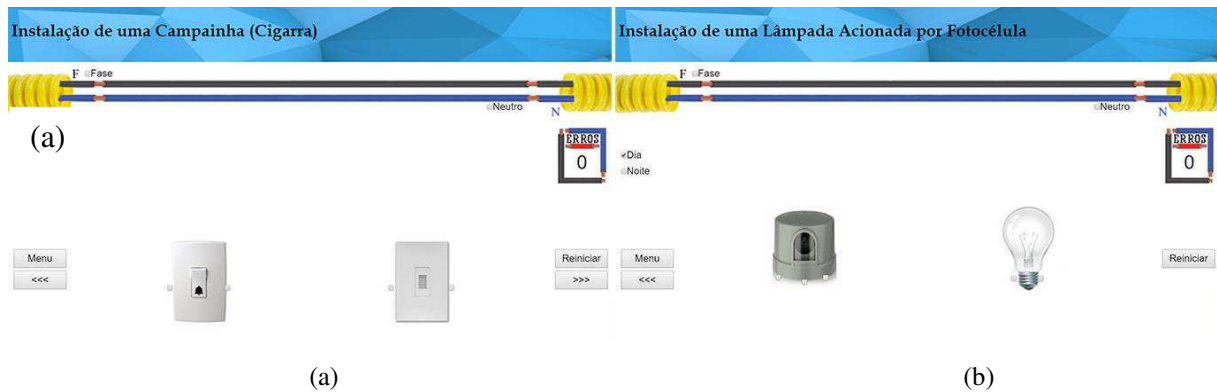 Instalação de uma Campainha (Cigarra)
F Fase
Neutro
N
(a)
ERROS
0
Menu
<<<
Reiniciar
>>>
(a)
Instalação de uma Lâmpada Acionada por Fotocélula
F Fase
Neutro
N
Dia
Noite
ERROS
0
Menu
<<<
Reiniciar
(b)